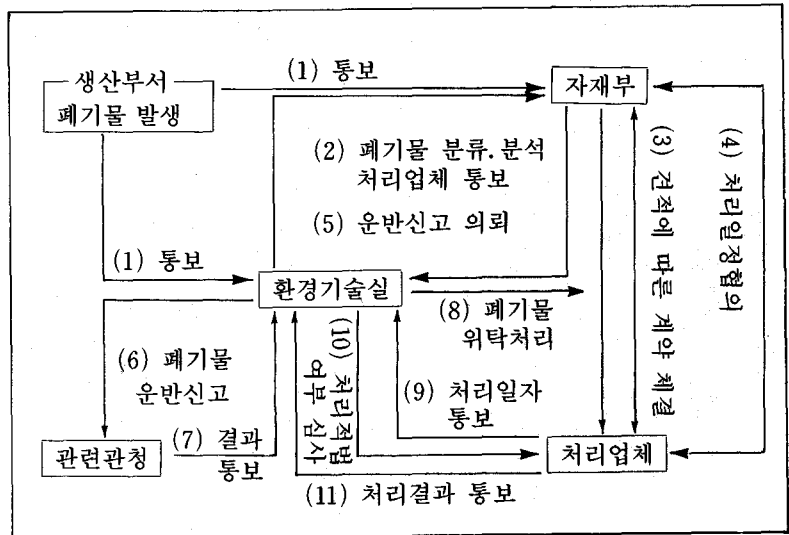 생산부서
폐기물 발생
(1) 통보
자재부
(2) 폐기물 분류.분석
처리업체 통보
(3) 견적에 따른 계약 체결
(4) 처리일정협의
(5) 운반신고 의뢰
(1) 통보
환경기술실
(8) 폐기물
위탁처리
(6) 폐기물
운반신고
(10) 처리적법
여부 심사
(9) 처리일자
통보
관련관청
(7) 결과
통보
처리업체
(11) 처리결과 통보